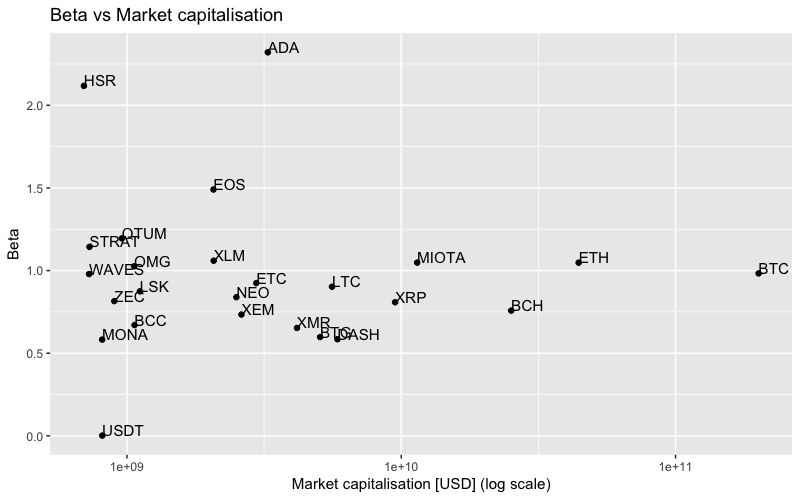 Beta vs Market capitalisation
ADA
HSR
2.0
EOS
1.5
QTUM
STRAT
XLM
OMG
MIOTA
ETH
BTC
WAVES
1.0
ETC
LTC
LSK
NEO
ZEC
XRP
XEM
BCH
BCC
XMR
MONA
BTG
DASH
0.5
USDT
0.0
Beta
1e+09
1e+10
1e+11
Market capitalisation [USD] (log scale)